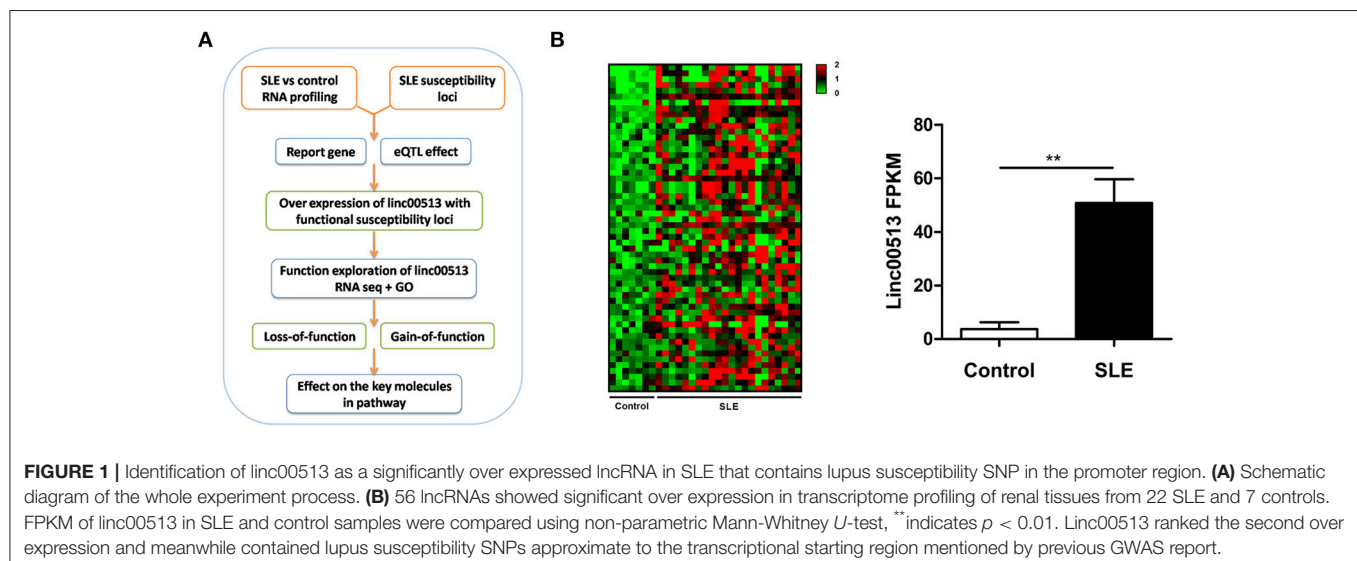 A
SLE vs control
RNA profiling
SLE susceptibility
loci
Report gene
eQTL effect
Over expression of linc00513 with
functional susceptibility loci
Function exploration of linc00513
RNA seq + GO
Loss-of-function
Gain-of-function
Effect on the key molecules
in pathway
B
2
1
0
Control
SLE
Linc00513 FPKM
80
60
40
20
0
**
Control
SLE
FIGURE 1 | Identification of linc00513 as a significantly over expressed lncRNA in SLE that contains lupus susceptibility SNP in the promoter region. (A) Schematic
diagram of the whole experiment process. (B) 56 lncRNAs showed significant over expression in transcriptome profiling of renal tissues from 22 SLE and 7 controls.
FPKM of linc00513 in SLE and control samples were compared using non-parametric Mann-Whitney U-test, **indicates p < 0.01. Linc00513 ranked the second over
expression and meanwhile contained lupus susceptibility SNPs approximate to the transcriptional starting region mentioned by previous GWAS report.